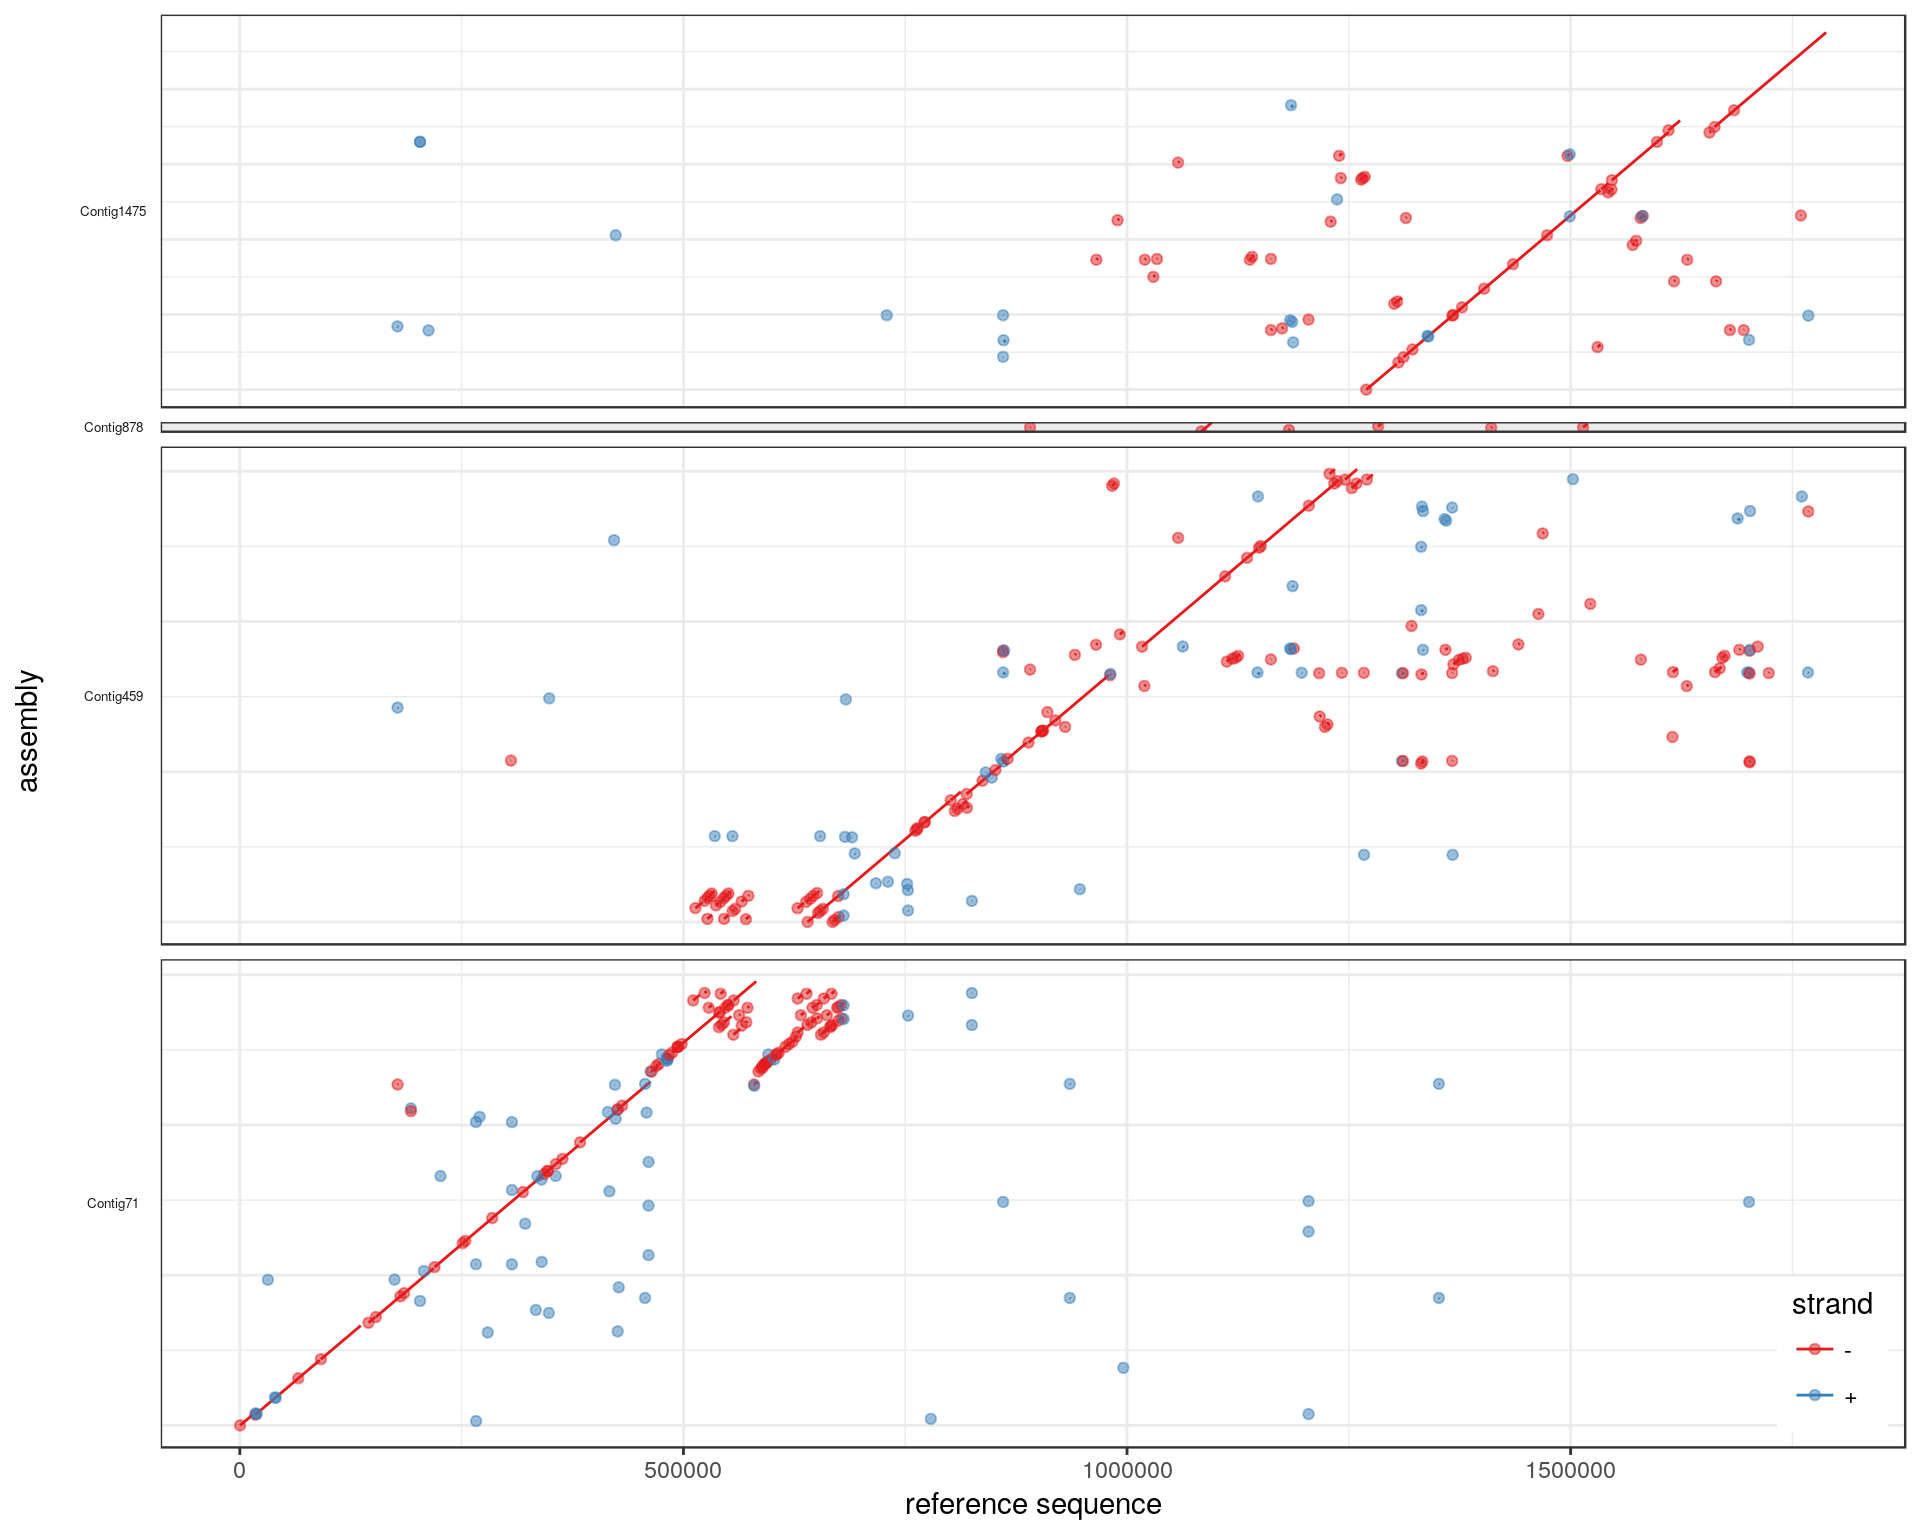 Contig1475
Contig878
Contig459
assembly
Contig71
strand
-
+
0 500000 1000000 1500000
reference sequence